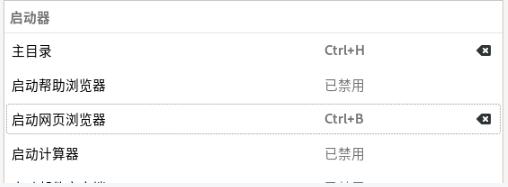 启动器
主目录 Ctrl+H
启动帮助浏览器 已禁用
启动网页浏览器 Ctrl+B
启动计算器 已禁用